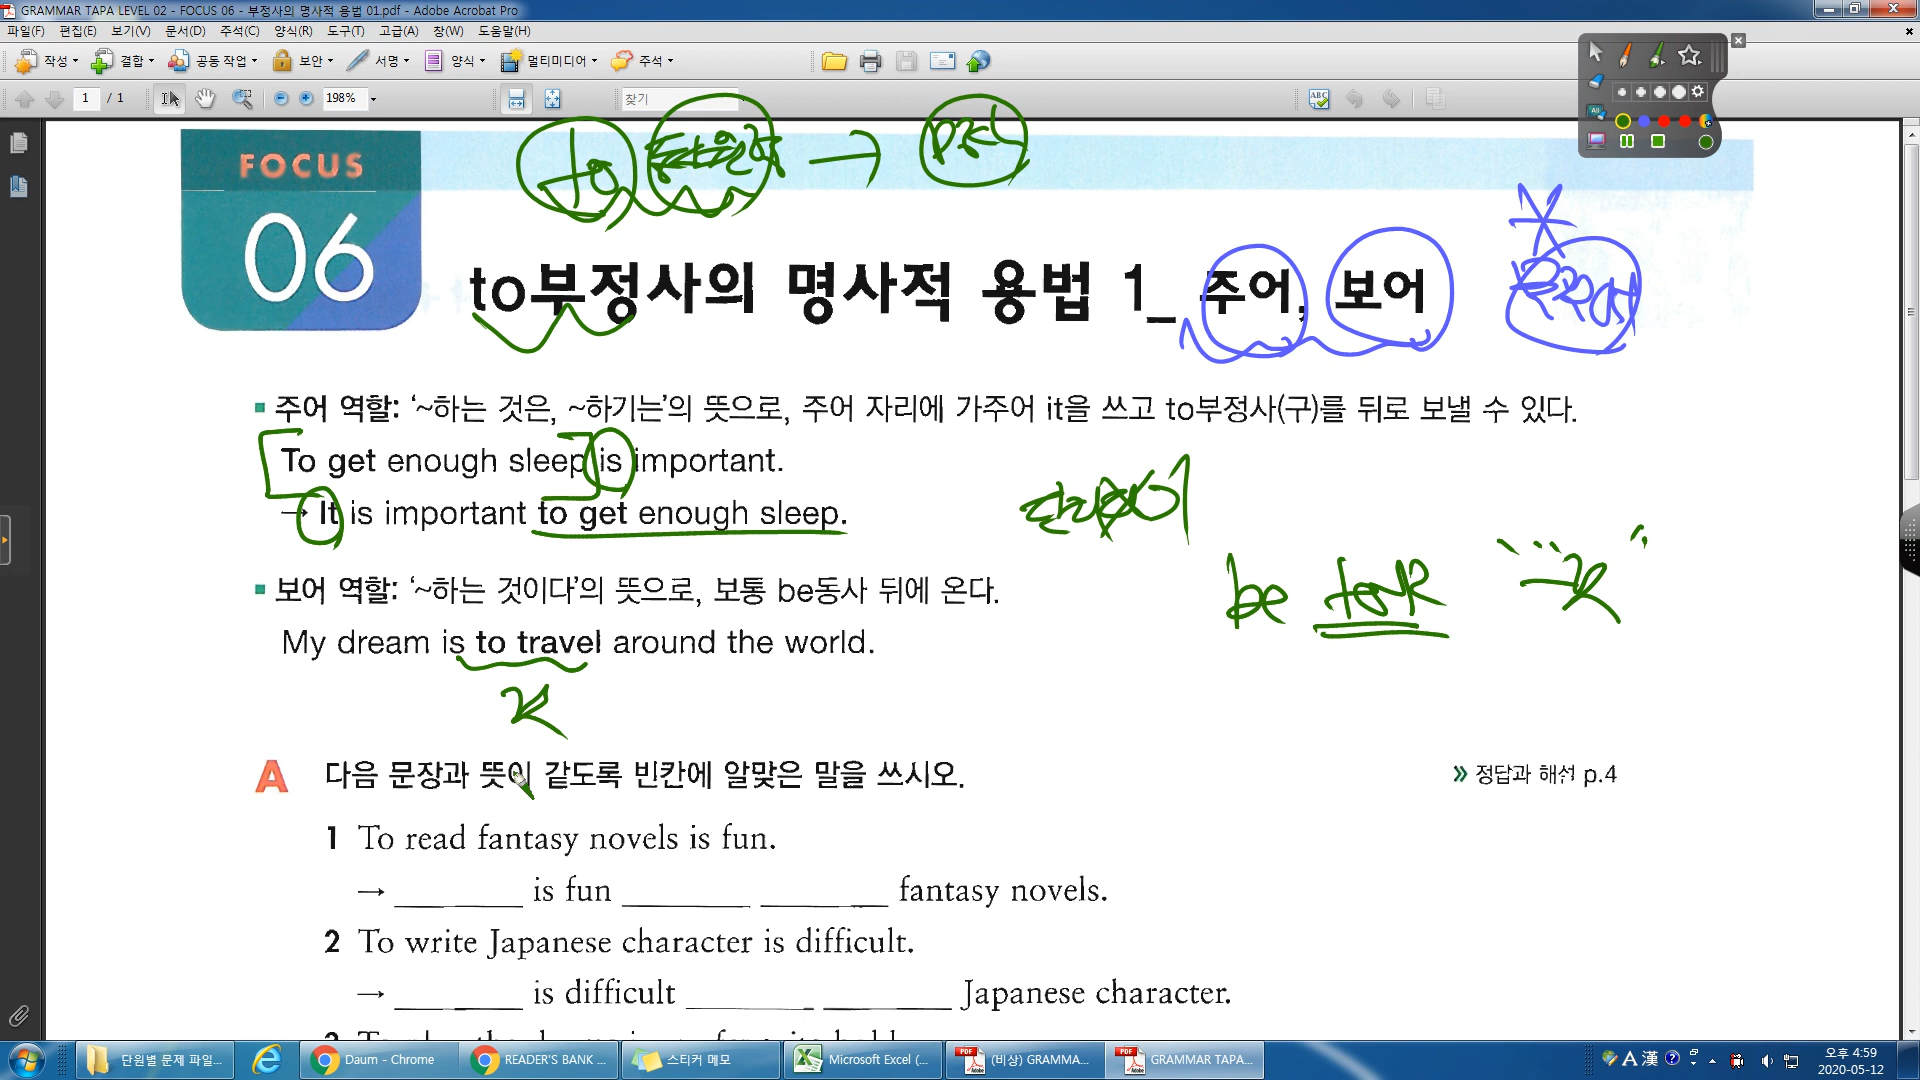 GRAMMAR TAPA LEVEL 02 - FOCUS 06 - 부정사의 명사적 용법 01.pdf - Adobe Acrobat Pro
파일(F) 편집(E) 보기(V) 문서(D) 주석(C) 양식(R) 도구(T) 고급(A) 창(W) 도움말(H)
작성 결합 공동 작업 보안 서명 양식 멀티미디어 주석
1 / 1 198% 찾기
to →
FOCUS
06
to부정사의 명사적 용법 1_ 주어, 보어
▪ 주어 역할: ‘~하는 것은, ~하기는’의 뜻으로, 주어 자리에 가주어 it을 쓰고 to부정사(구)를 뒤로 보낼 수 있다.
To get enough sleep is important.
→ It is important to get enough sleep.
be
▪ 보어 역할: ‘~하는 것이다’의 뜻으로, 보통 be동사 뒤에 온다.
My dream is to travel around the world.
A 다음 문장과 뜻이 같도록 빈칸에 알맞은 말을 쓰시오.
» 정답과 해설 p.4
1 To read fantasy novels is fun.
→ ________ is fun ________ ________ fantasy novels.
2 To write Japanese character is difficult.
→ ________ is difficult ________ ________ Japanese character.
단원별 문제 파일... Daum - Chrome READER'S BANK ... 스티커 메모 Microsoft Excel (... (비상) GRAMMA... GRAMMAR TAPA...
A 漢
오후 4:59
2020-05-12